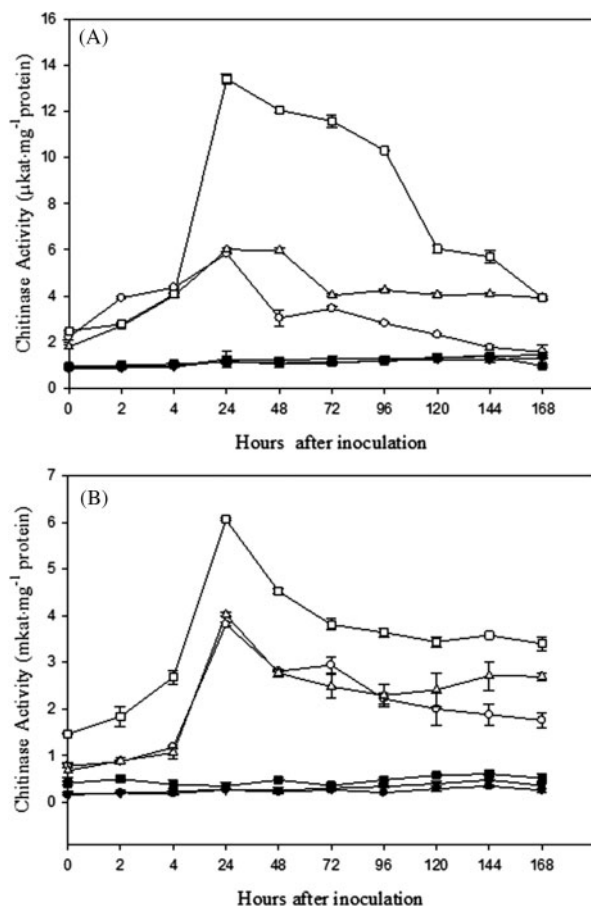 (A)
Chitinase Activity (μkat·mg⁻¹protein)
16
14
12
10
8
6
4
2
0
0 2 4 24 48 72 96 120 144 168
Hours after inoculation
(B)
Chitinase Activity (mkat·mg⁻¹ protein)
7
6
5
4
3
2
1
0
0 2 4 24 48 72 96 120 144 168
Hours after inoculation